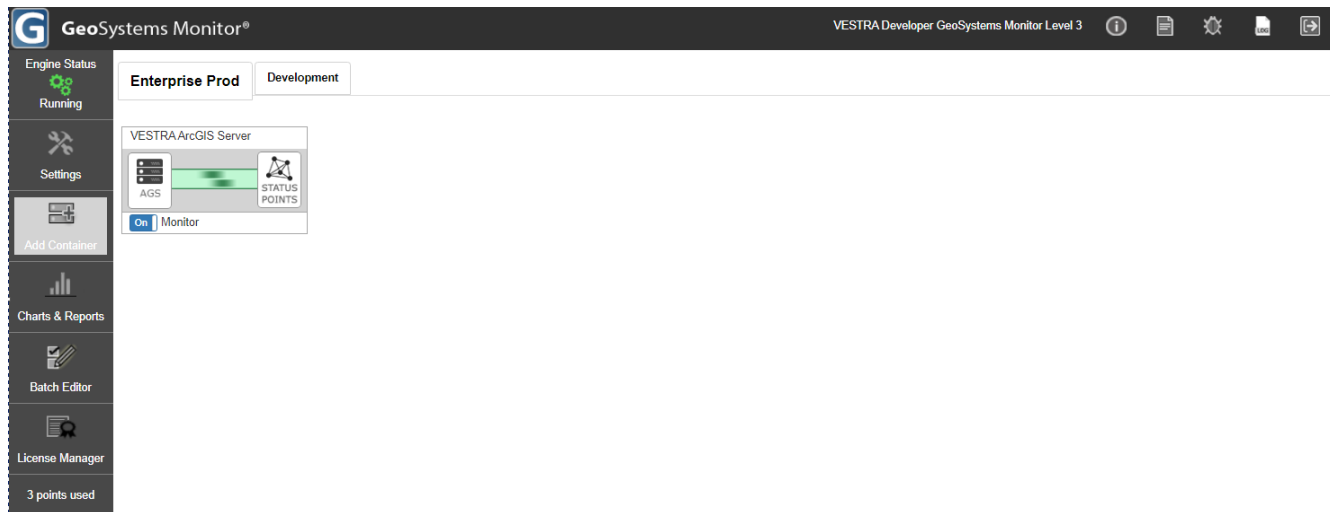 G GeoSystems Monitor®
VESTRA Developer GeoSystems Monitor Level 3
LOG
Engine Status
Running
Settings
Add Container
Charts & Reports
Batch Editor
License Manager
3 points used
Enterprise Prod
Development
VESTRA ArcGIS Server
AGS
STATUS
POINTS
On Monitor